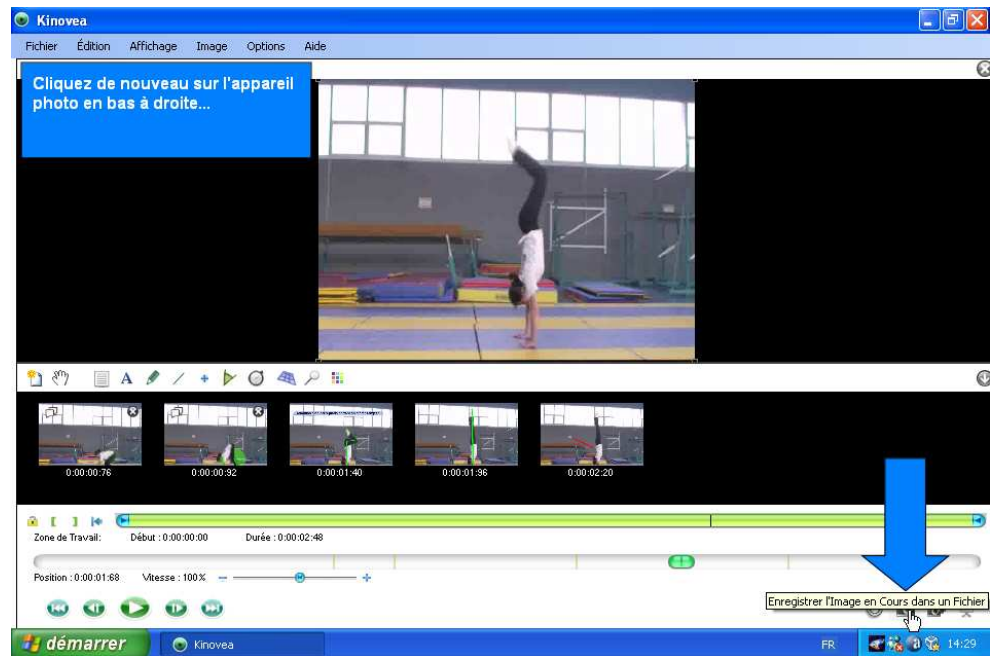 Kinovea
Fichier Édition Affichage Image Options Aide
Cliquez de nouveau sur l'appareil
photo en bas à droite...
A
0:00:00:76 0:00:00:92 0:00:01:40 0:00:01:96 0:00:02:20
Zone de Travail: Début : 0:00:00:00 Durée : 0:00:02:48
Position : 0:00:01:68 Vitesse : 100%
Enregistrer l'Image en Cours dans un Fichier
démarrer Kinovea FR 14:29